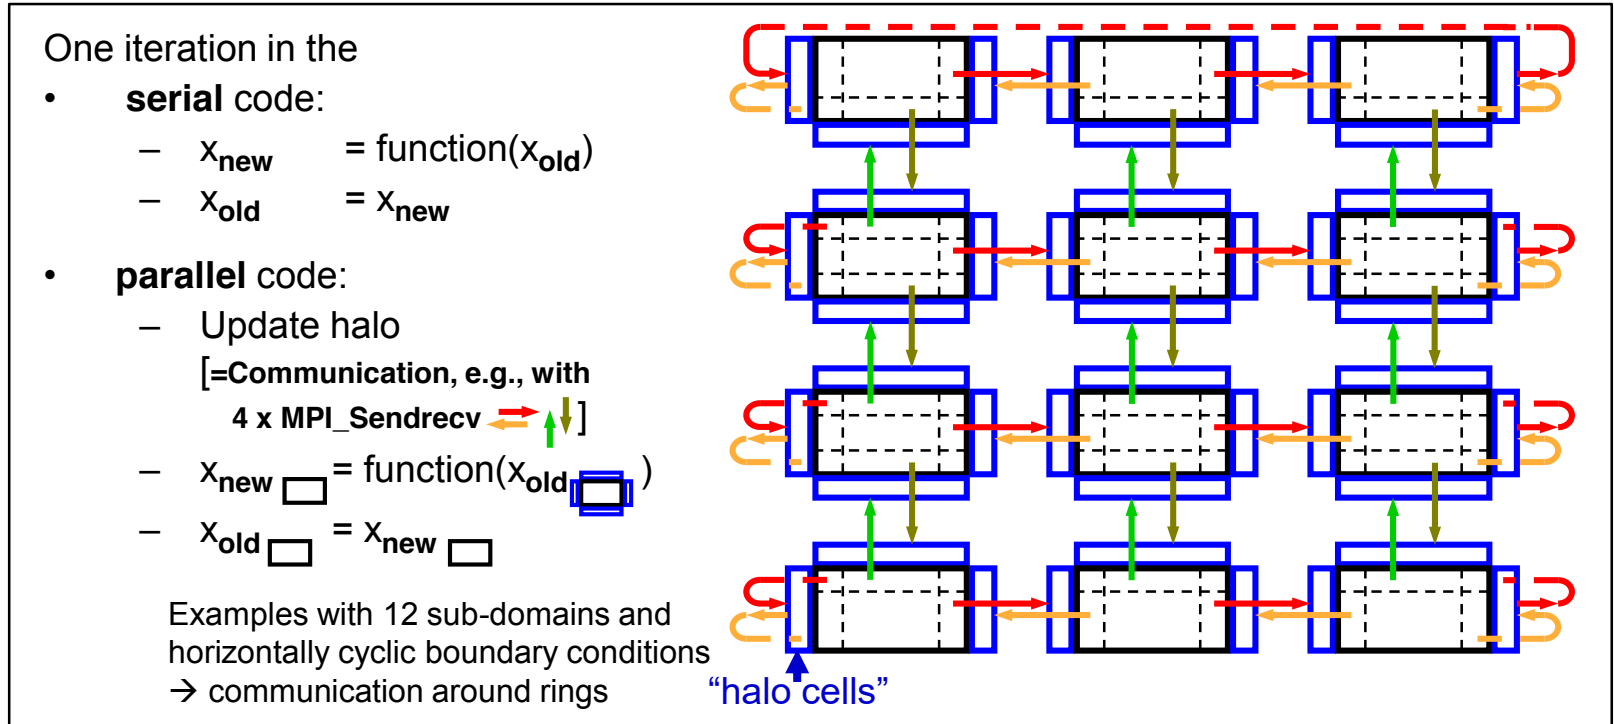 One iteration in the
• serial code:
– xnew = function(xold)
– xold = xnew
• parallel code:
– Update halo
[=Communication, e.g., with
4 x MPI_Sendrecv ]
– xnew = function(xold )
– xold = xnew
Examples with 12 sub-domains and
horizontally cyclic boundary conditions
→ communication around rings
“halo cells”